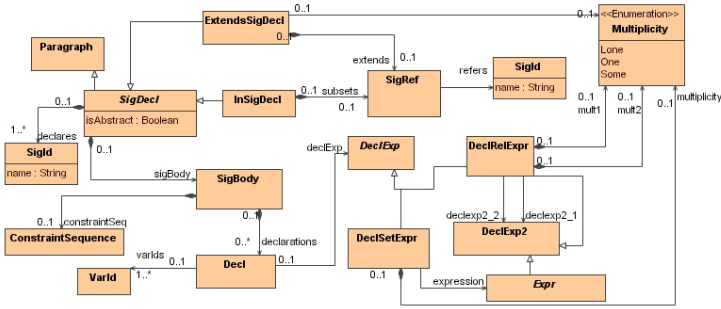 ExtendsSigDecl
0..1
0..1
0..1
<<Enumeration>>
Multiplicity
Lone
One
Some
Paragraph
extends
0..1
SigDecl
isAbstract : Boolean
InSigDecl
0..1
subsets
0..1
SigRef
refers
SigId
name : String
0..1
1..*
declares
SigId
name : String
0..1
sigBody
SigBody
0..1
declExp
DeclExp
DeclRelExpr
0..1
0..1
0..1
mult1
0..1
mult2
0..1
multiplicity
declexp2_2
declexp2_1
DeclExp2
0..1
constraintSeq
ConstraintSequence
0..*
declarations
Decl
0..1
0..1
varIds
1..*
VarId
DeclSetExpr
0..1
expression
Expr